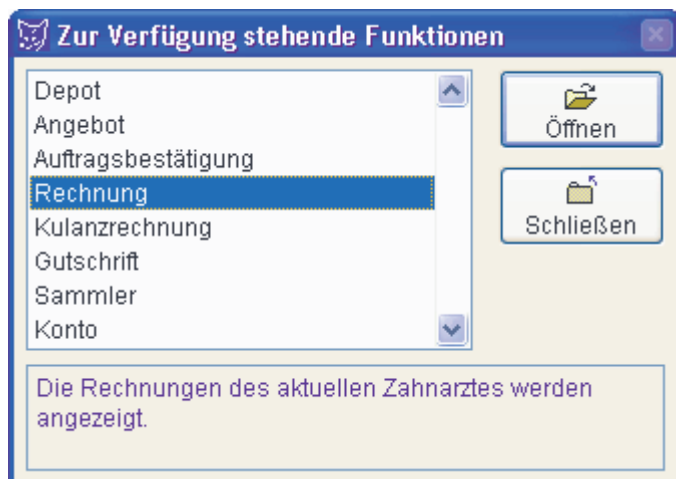 Zur Verfügung stehende Funktionen
Depot
Angebot
Auftragsbestätigung
Rechnung
Kulanzrechnung
Gutschrift
Sammler
Konto
Öffnen
Schließen
Die Rechnungen des aktuellen Zahnarztes werden
angezeigt.